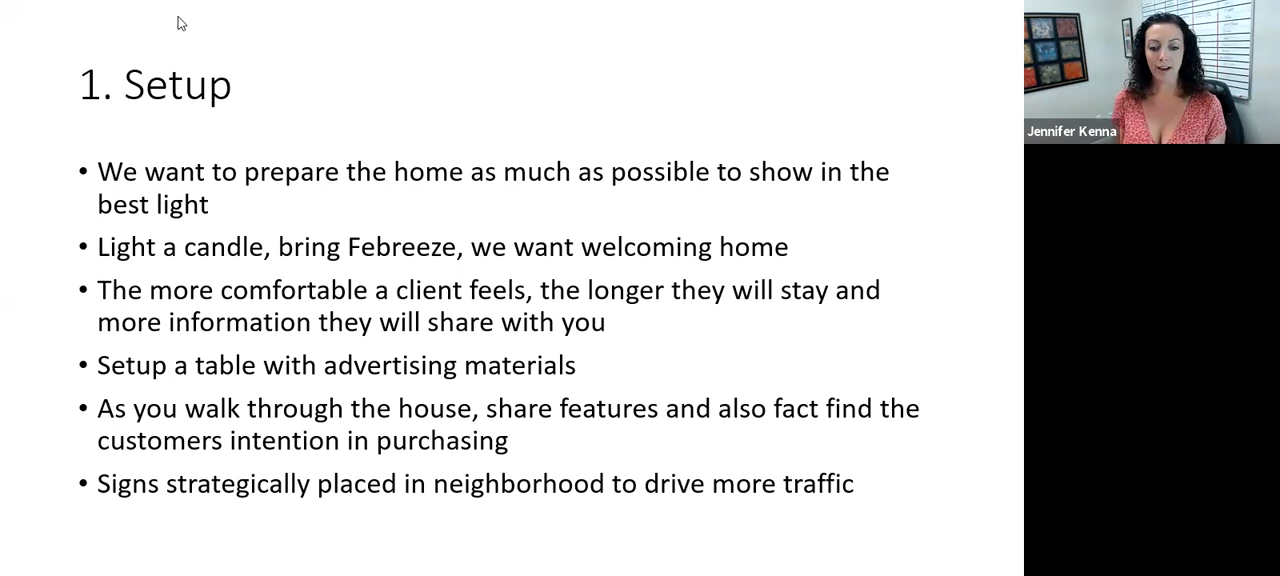 1. Setup
• We want to prepare the home as much as possible to show in the
best light
• Light a candle, bring Febreeze, we want welcoming home
• The more comfortable a client feels, the longer they will stay and
more information they will share with you
• Setup a table with advertising materials
• As you walk through the house, share features and also fact find the
customers intention in purchasing
• Signs strategically placed in neighborhood to drive more traffic
Jennifer Kenna